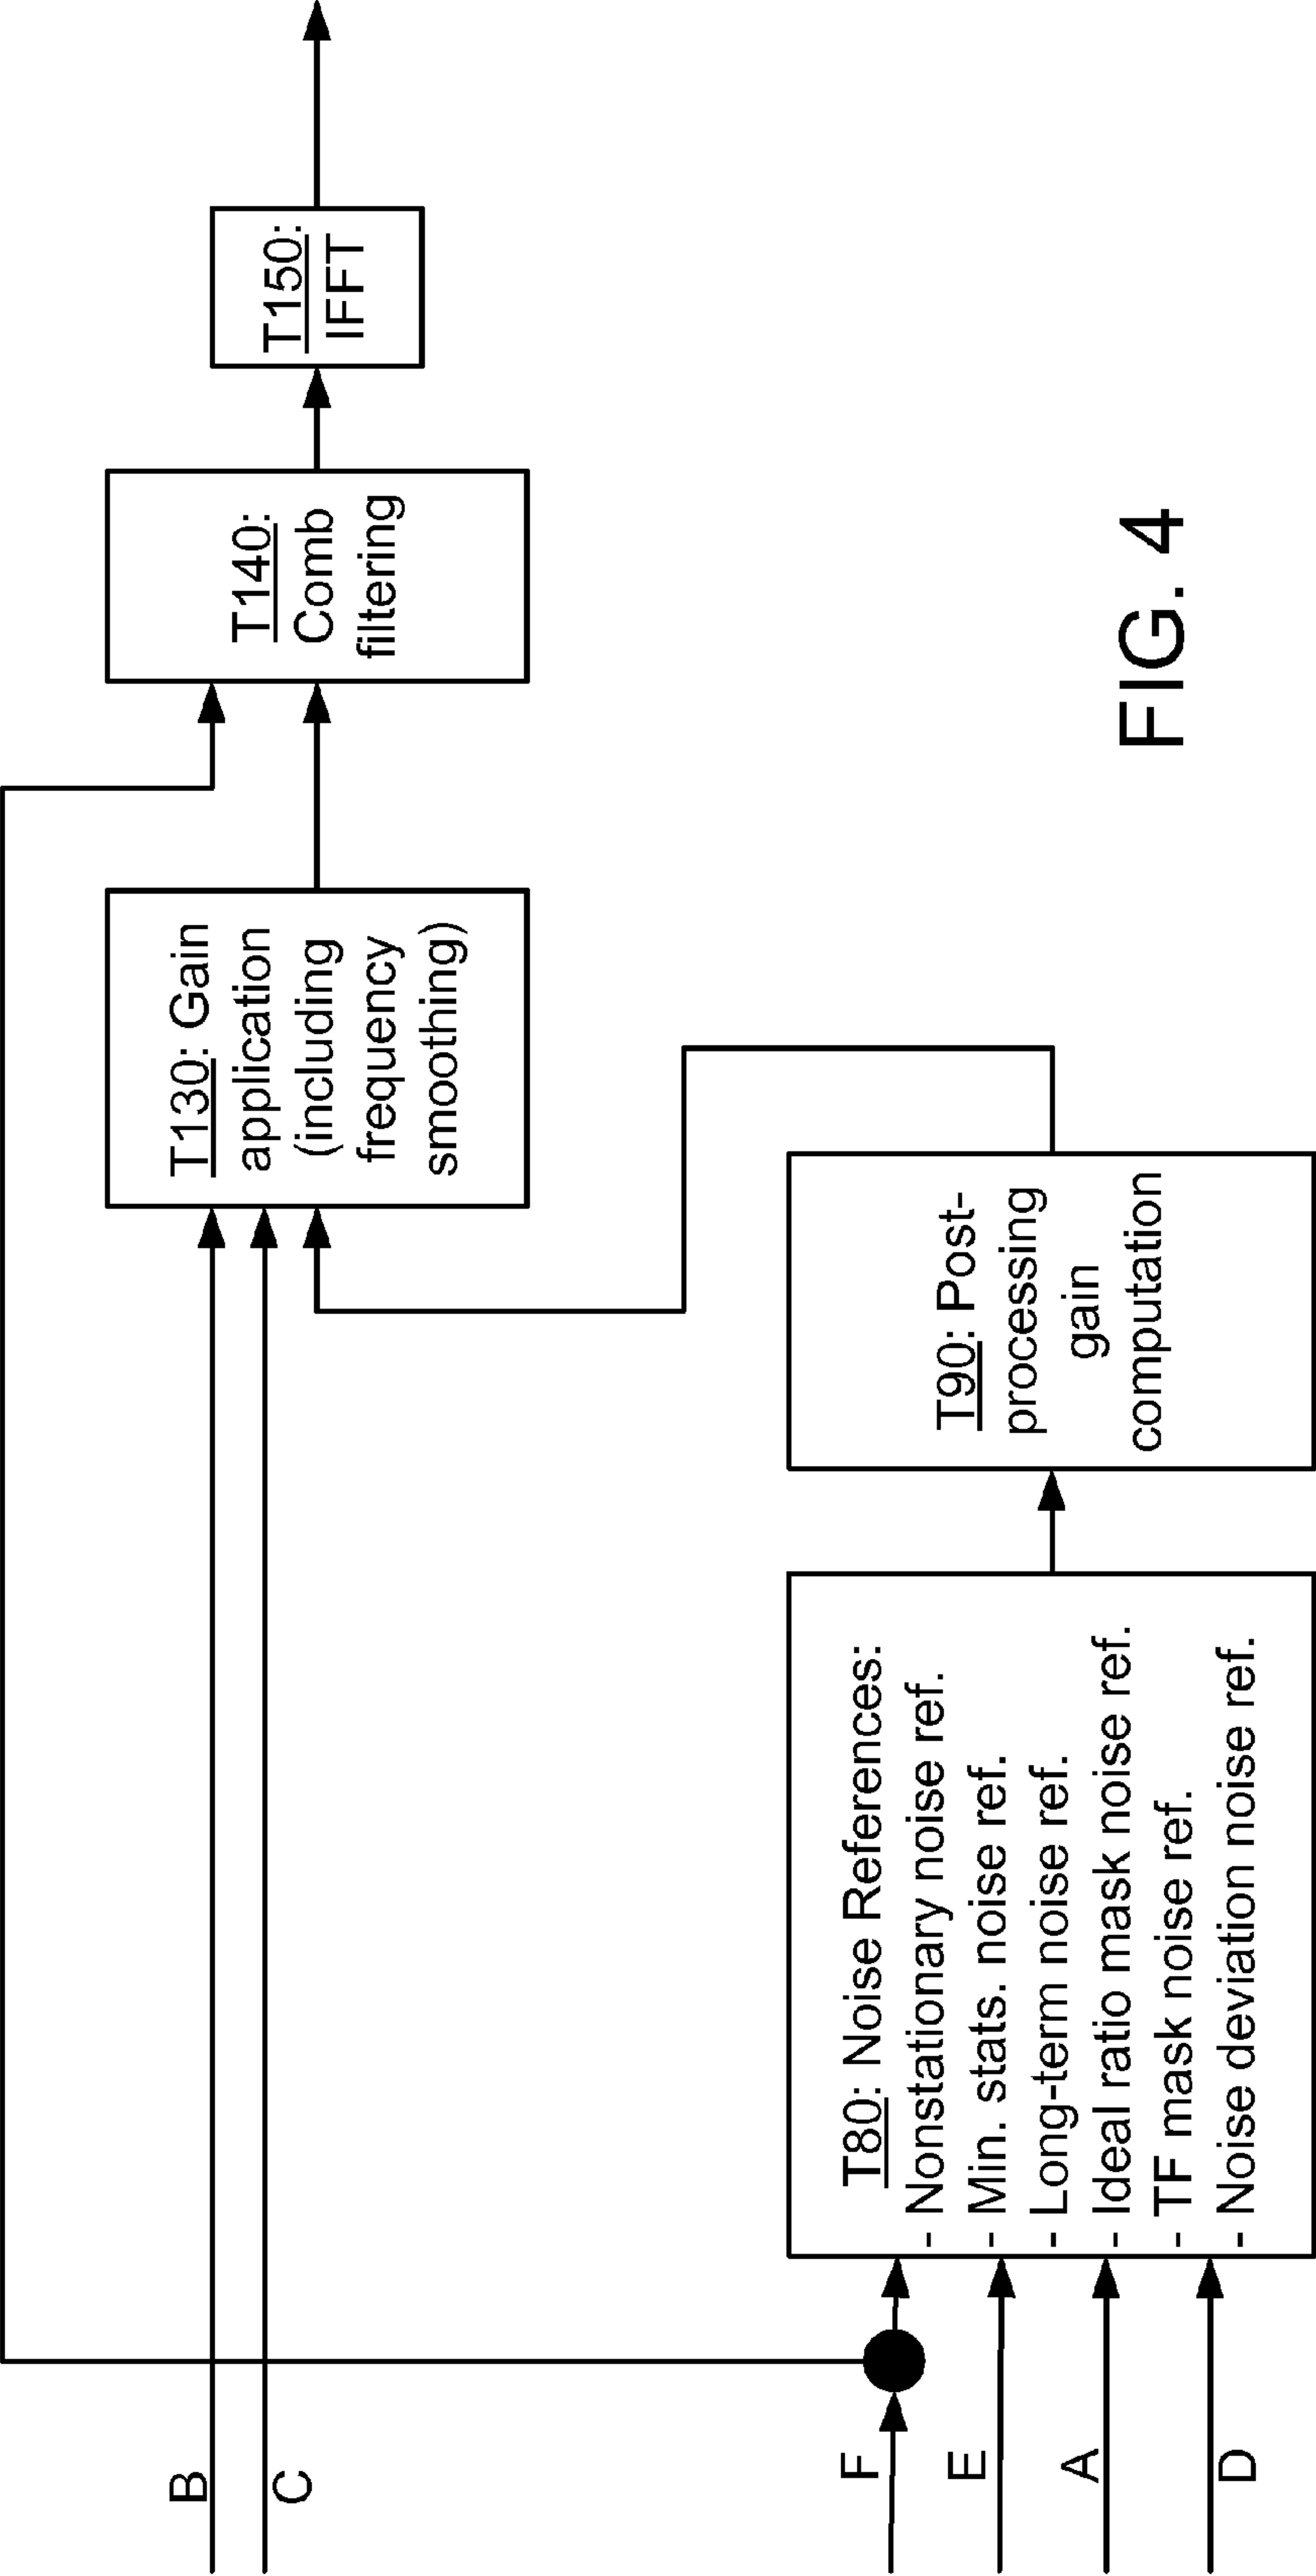 B
C
T130: Gain
application
(including
frequency
smoothing)
T140:
Comb
filtering
T150:
IFFT
F
E
A
D
T80: Noise References:
- Nonstationary noise ref.
- Min. stats. noise ref.
- Long-term noise ref.
- Ideal ratio mask noise ref.
- TF mask noise ref.
- Noise deviation noise ref.
T90: Post-
processing
gain
computation
FIG. 4